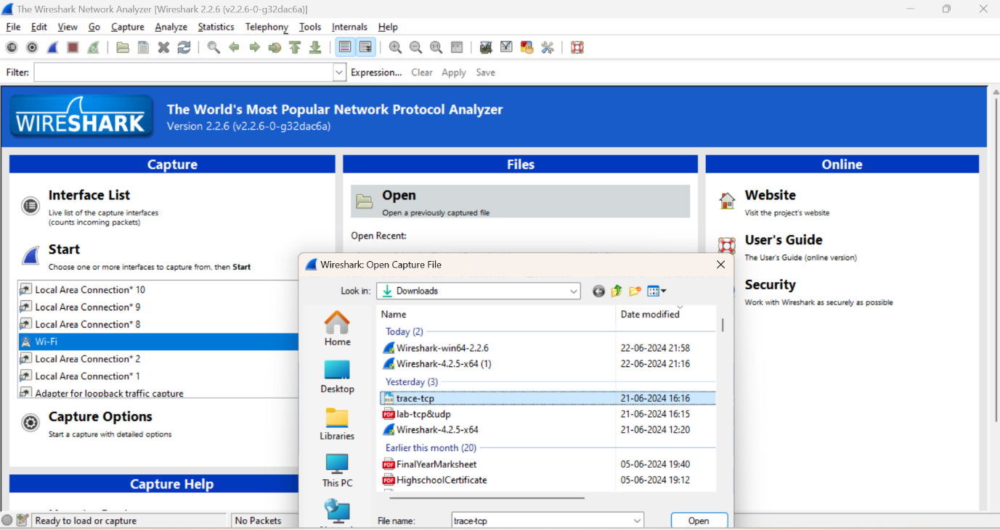 The Wireshark Network Analyzer [Wireshark 2.2.6 (v2.2.6-0-g32dac6a)]
File Edit View Go Capture Analyze Statistics Telephony Tools Internals Help
Filter: Expression... Clear Apply Save
WIRESHARK
The World's Most Popular Network Protocol Analyzer
Version 2.2.6 (v2.2.6-0-g32dac6a)
Capture
Interface List
Live list of the capture interfaces
(counts incoming packets)
Start
Choose one or more interfaces to capture from, then Start
Local Area Connection* 10
Local Area Connection* 9
Local Area Connection* 8
Wi-Fi
Local Area Connection* 2
Local Area Connection* 1
Adapter for loopback traffic capture
Capture Options
Start a capture with detailed options
Capture Help
Files
Open
Open a previously captured file
Open Recent:
Online
Website
Visit the project's website
User's Guide
The User's Guide (online version)
Security
Work with Wireshark as securely as possible
Wireshark: Open Capture File
Look in: Downloads
Home
Desktop
Libraries
This PC
Name Date modified
Today (2)
Wireshark-win64-2.2.6 22-06-2024 21:58
Wireshark-4.2.5-x64 (1) 22-06-2024 21:16
Yesterday (3)
trace-tcp 21-06-2024 16:16
PDF lab-tcp&udp 21-06-2024 16:15
Wireshark-4.2.5-x64 21-06-2024 12:20
Earlier this month (20)
PDF FinalYearMarksheet 05-06-2024 19:40
PDF HighschoolCertificate 05-06-2024 19:12
File name: trace-tcp Open
Ready to load or capture No Packets